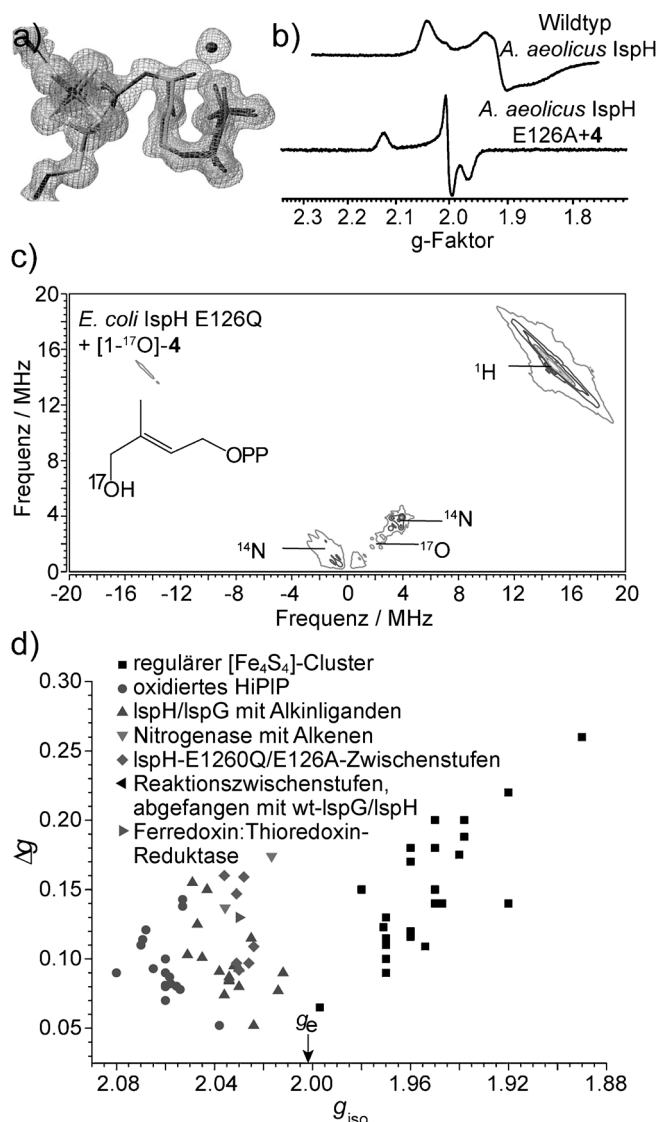 a)
b)
Wildtyp
A. aeolicus IspH
A. aeolicus IspH
E126A+4
2.3 2.2 2.1 2.0 1.9 1.8
g-Faktor
c)
20
16
12
8
4
0
Frequenz / MHz
E. coli IspH E126Q
+ [1-¹⁷O]-4
OPP
¹⁷OH
¹H
¹⁴N
¹⁴N
¹⁷O
-20 -16 -12 -8 -4 0 4 8 12 16 20
Frequenz / MHz
d)
regulärer [Fe₄S₄]-Cluster
oxidiertes HiPIP
IspH/IspG mit Alkinliganden
Nitrogenase mit Alkenen
IspH-E1260Q/E126A-Zwischenstufen
Reaktionszwischenstufen,
abgefangen mit wt-IspG/IspH
Ferredoxin:Thioredoxin-
Reduktase
0.30
0.25
0.20
0.15
0.10
0.05
Δg
ge
2.08 2.04 2.00 1.96 1.92 1.88
giso